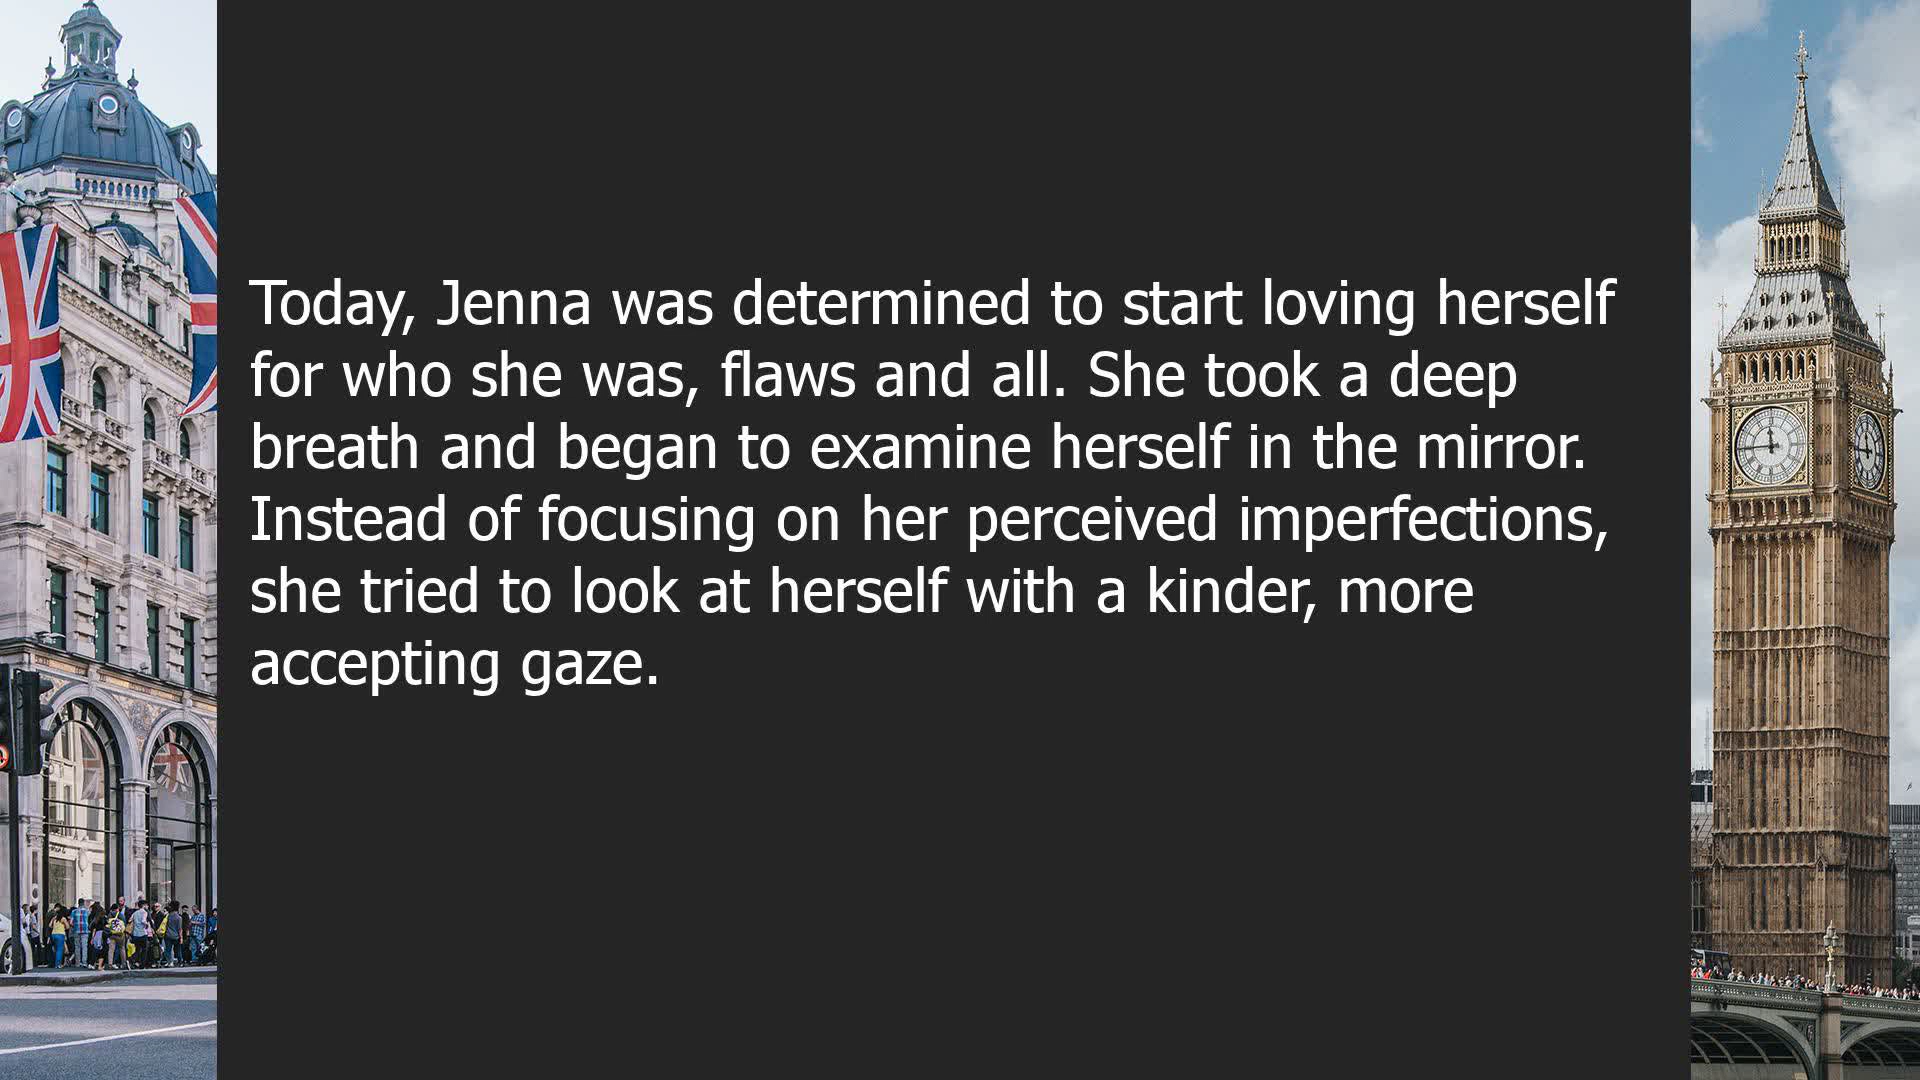 Today, Jenna was determined to start loving herself
for who she was, flaws and all. She took a deep
breath and began to examine herself in the mirror.
Instead of focusing on her perceived imperfections,
she tried to look at herself with a kinder, more
accepting gaze.